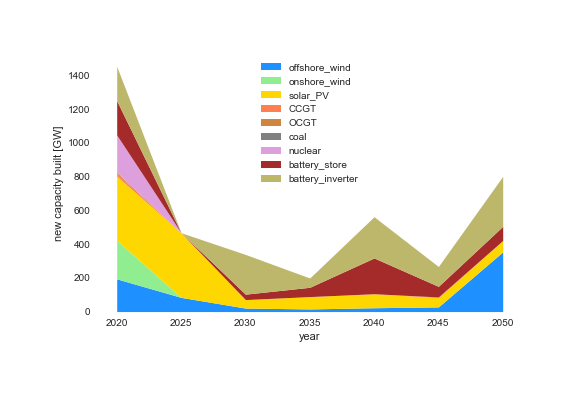 1400
1200
1000
800
600
400
200
0
new capacity built [GW]
offshore_wind
onshore_wind
solar_PV
CCGT
OCGT
coal
nuclear
battery_store
battery_inverter
2020 2025 2030 2035 2040 2045 2050
year